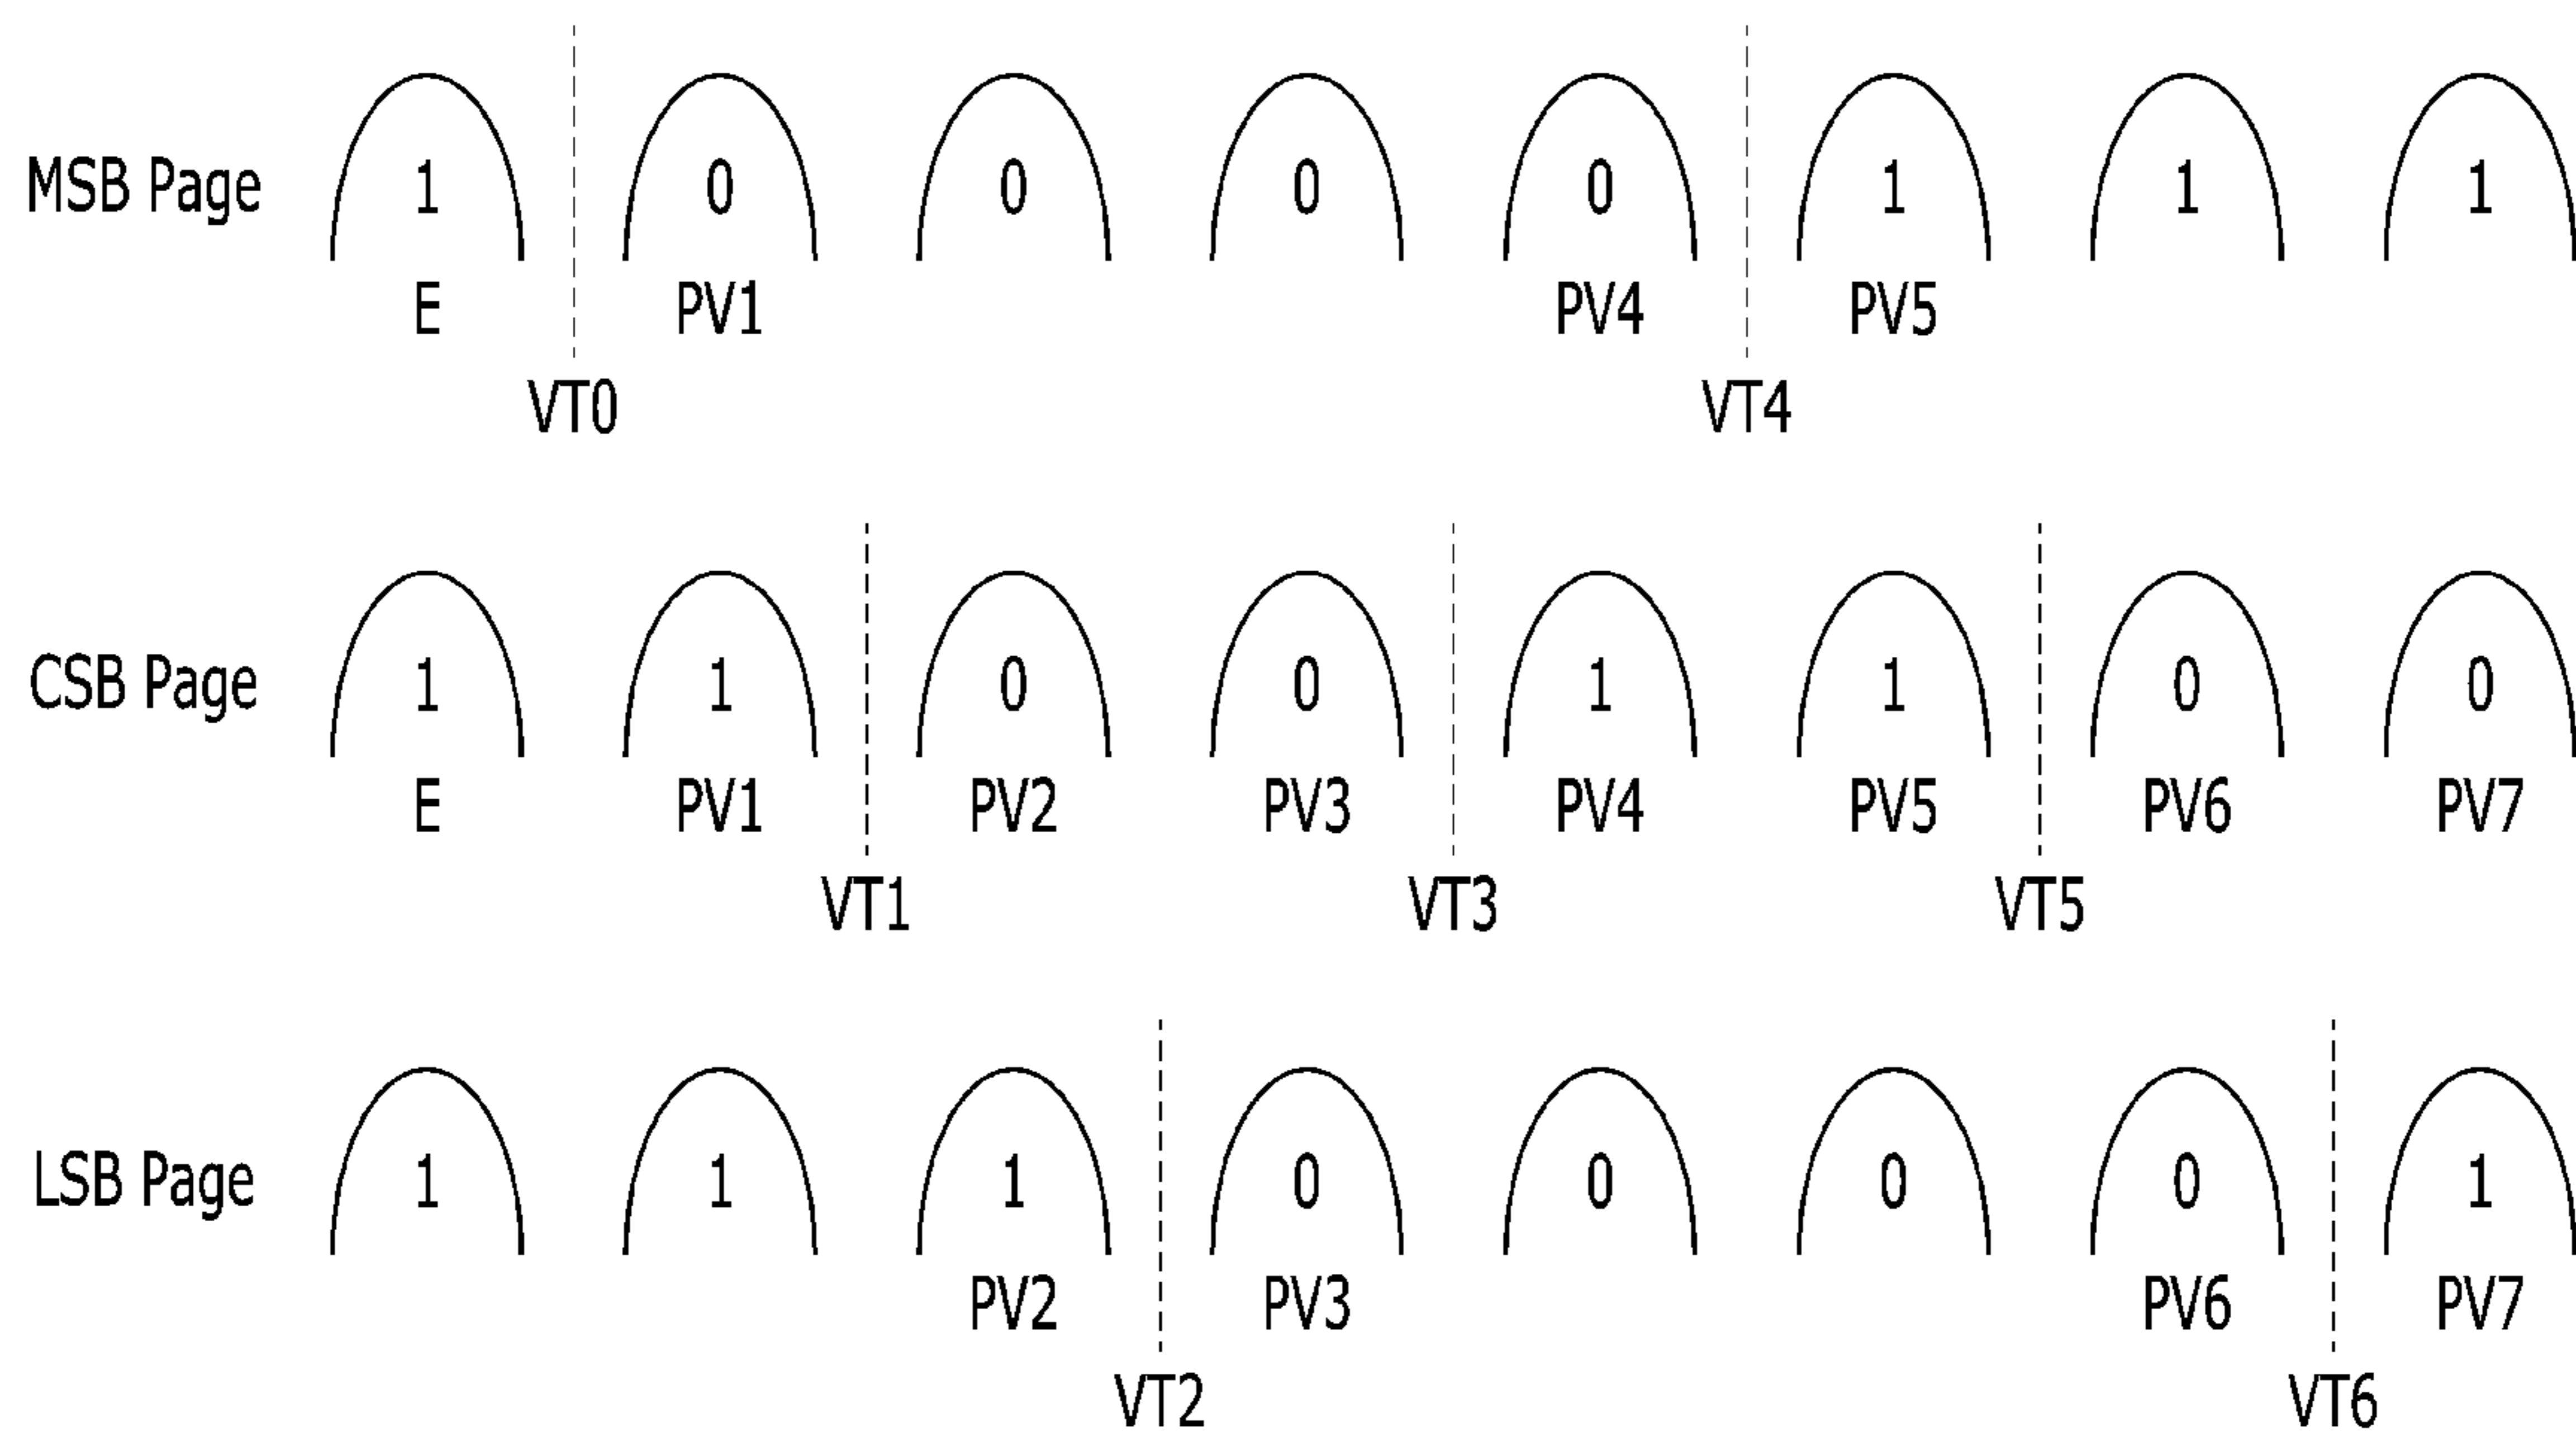 MSB Page 1 0 0 0 0 1 1 1
E PV1 PV4 PV5
VT0 VT4
CSB Page 1 1 0 0 1 1 0 0
E PV1 PV2 PV3 PV4 PV5 PV6 PV7
VT1 VT3 VT5
LSB Page 1 1 1 0 0 0 0 1
PV2 PV3 PV6 PV7
VT2 VT6